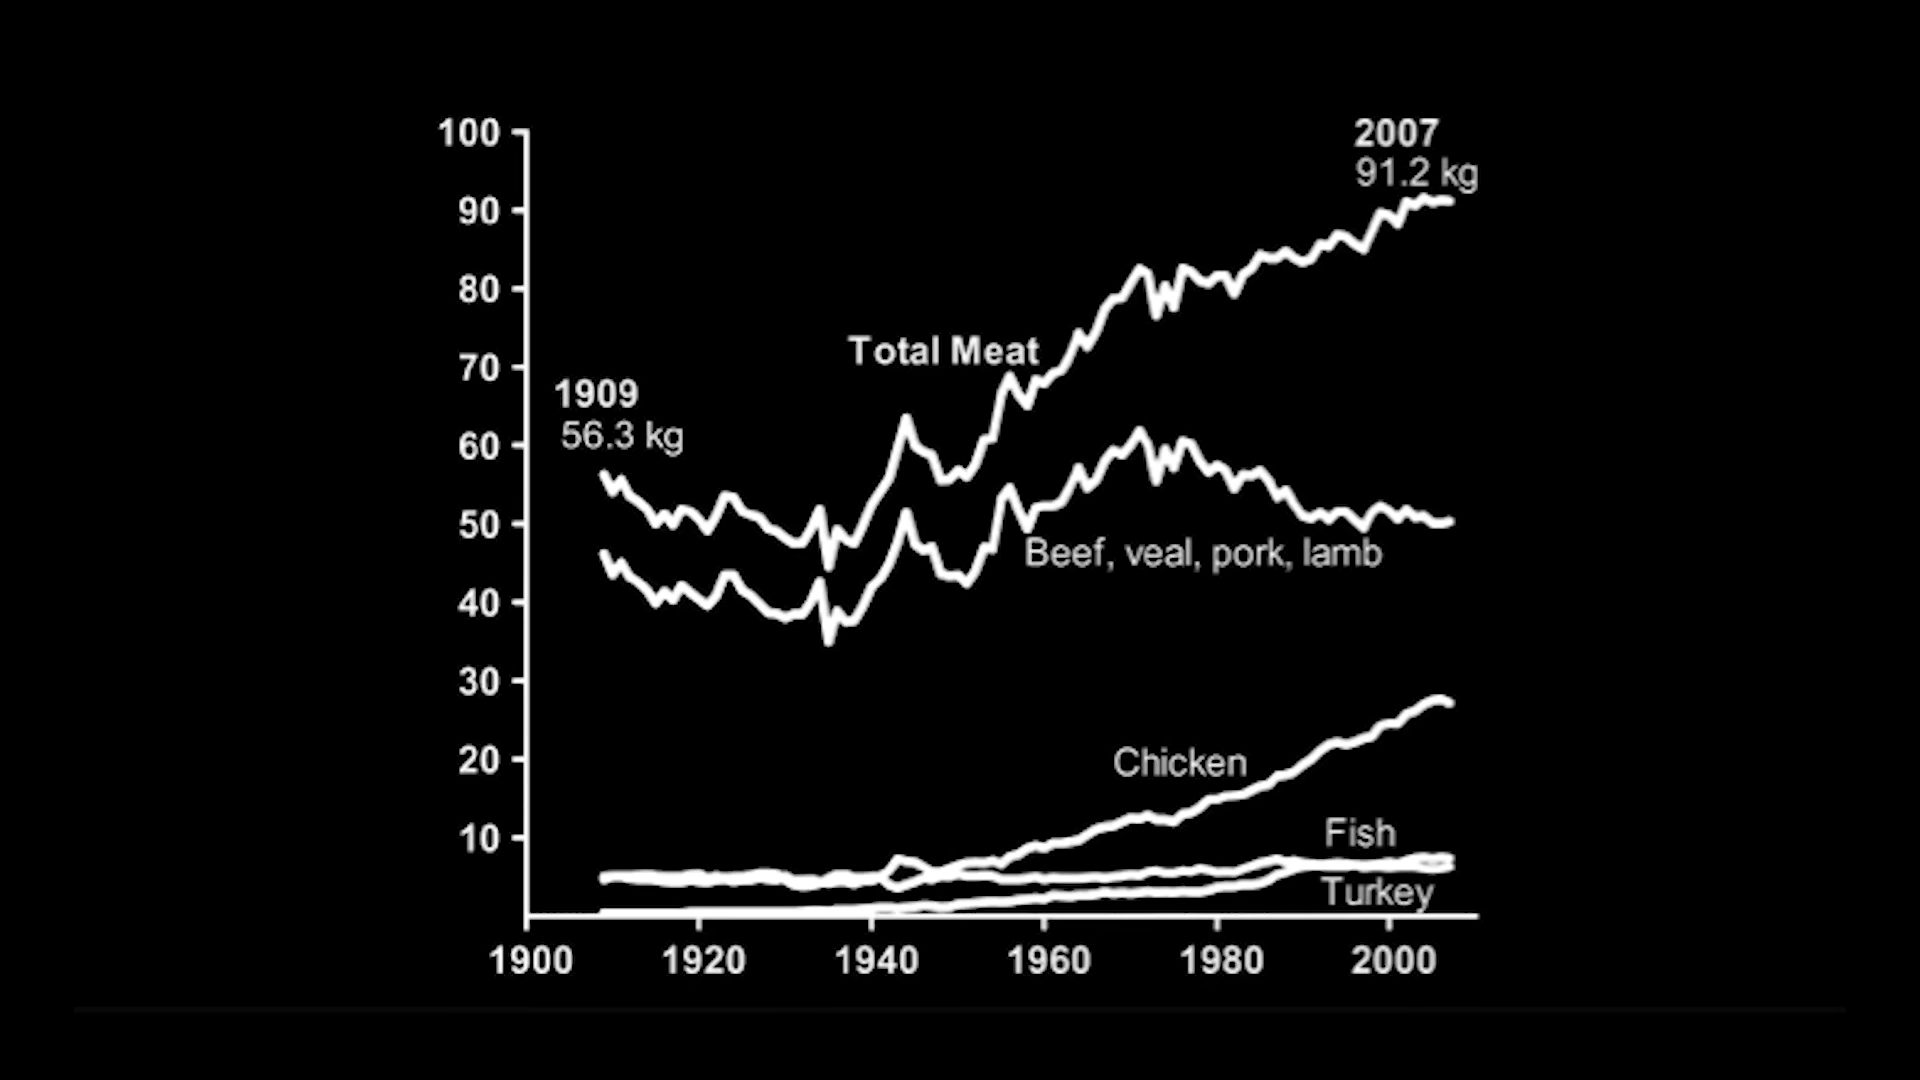 100
2007
91.2 kg
90
80
Total Meat
70
1909
56.3 kg
60
50
Beef, veal, pork, lamb
40
30
Chicken
20
Fish
10
Turkey
1900 1920 1940 1960 1980 2000